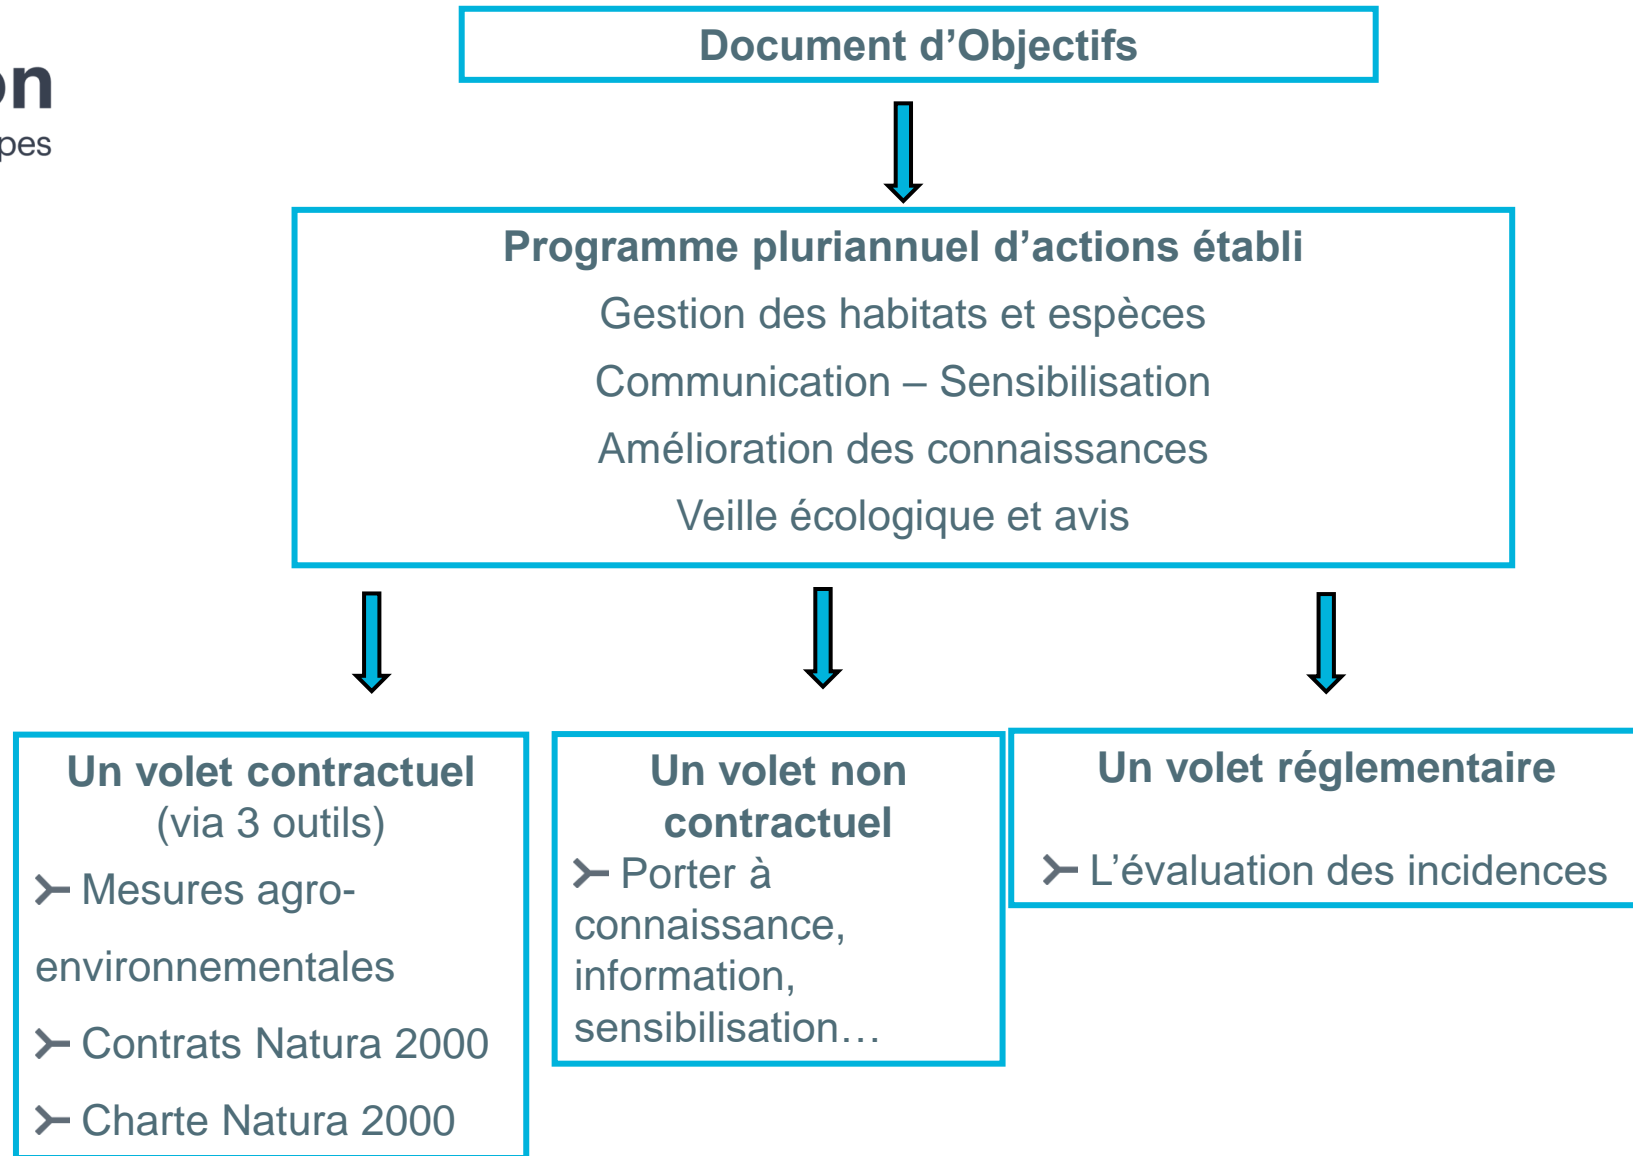 on
pes
Document d’Objectifs
Programme pluriannuel d’actions établi
Gestion des habitats et espèces
Communication – Sensibilisation
Amélioration des connaissances
Veille écologique et avis
Un volet contractuel
(via 3 outils)
Mesures agro-
environnementales
Contrats Natura 2000
Charte Natura 2000
Un volet non
contractuel
Porter à
connaissance,
information,
sensibilisation…
Un volet réglementaire
L’évaluation des incidences